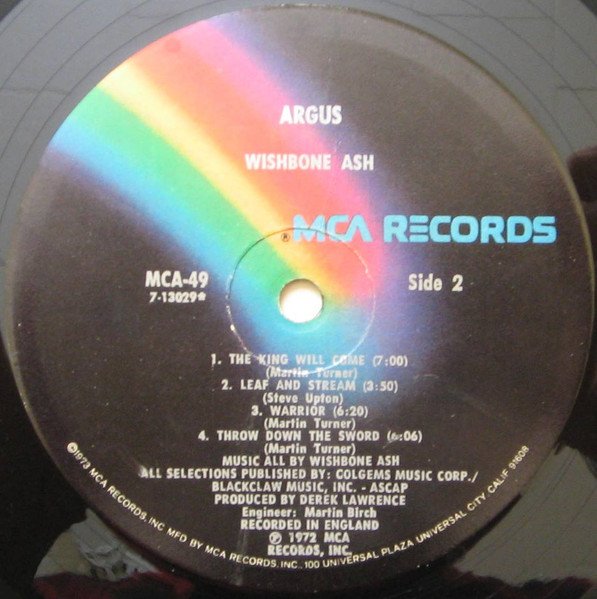 ARGUS
WISHBONE ASH
® MCA RECORDS
MCA-49
7-13029*
Side 2
1. THE KING WILL COME (7:00)
(Martin Turner)
2. LEAF AND STREAM (3:50)
(Steve Upton)
3. WARRIOR (6:20)
(Martin Turner)
4. THROW DOWN THE SWORD (6:06)
(Martin Turner)
MUSIC ALL BY WISHBONE ASH
ALL SELECTIONS PUBLISHED BY: COLGEMS MUSIC CORP./
BLACKCLAW MUSIC, INC. - ASCAP
PRODUCED BY DEREK LAWRENCE
Engineer: Martin Birch
RECORDED IN ENGLAND
℗ 1972 MCA
RECORDS, INC.
©1973 MCA RECORDS, INC MFD BY MCA RECORDS, INC., 100 UNIVERSAL PLAZA UNIVERSAL CITY, CALIF. 91608